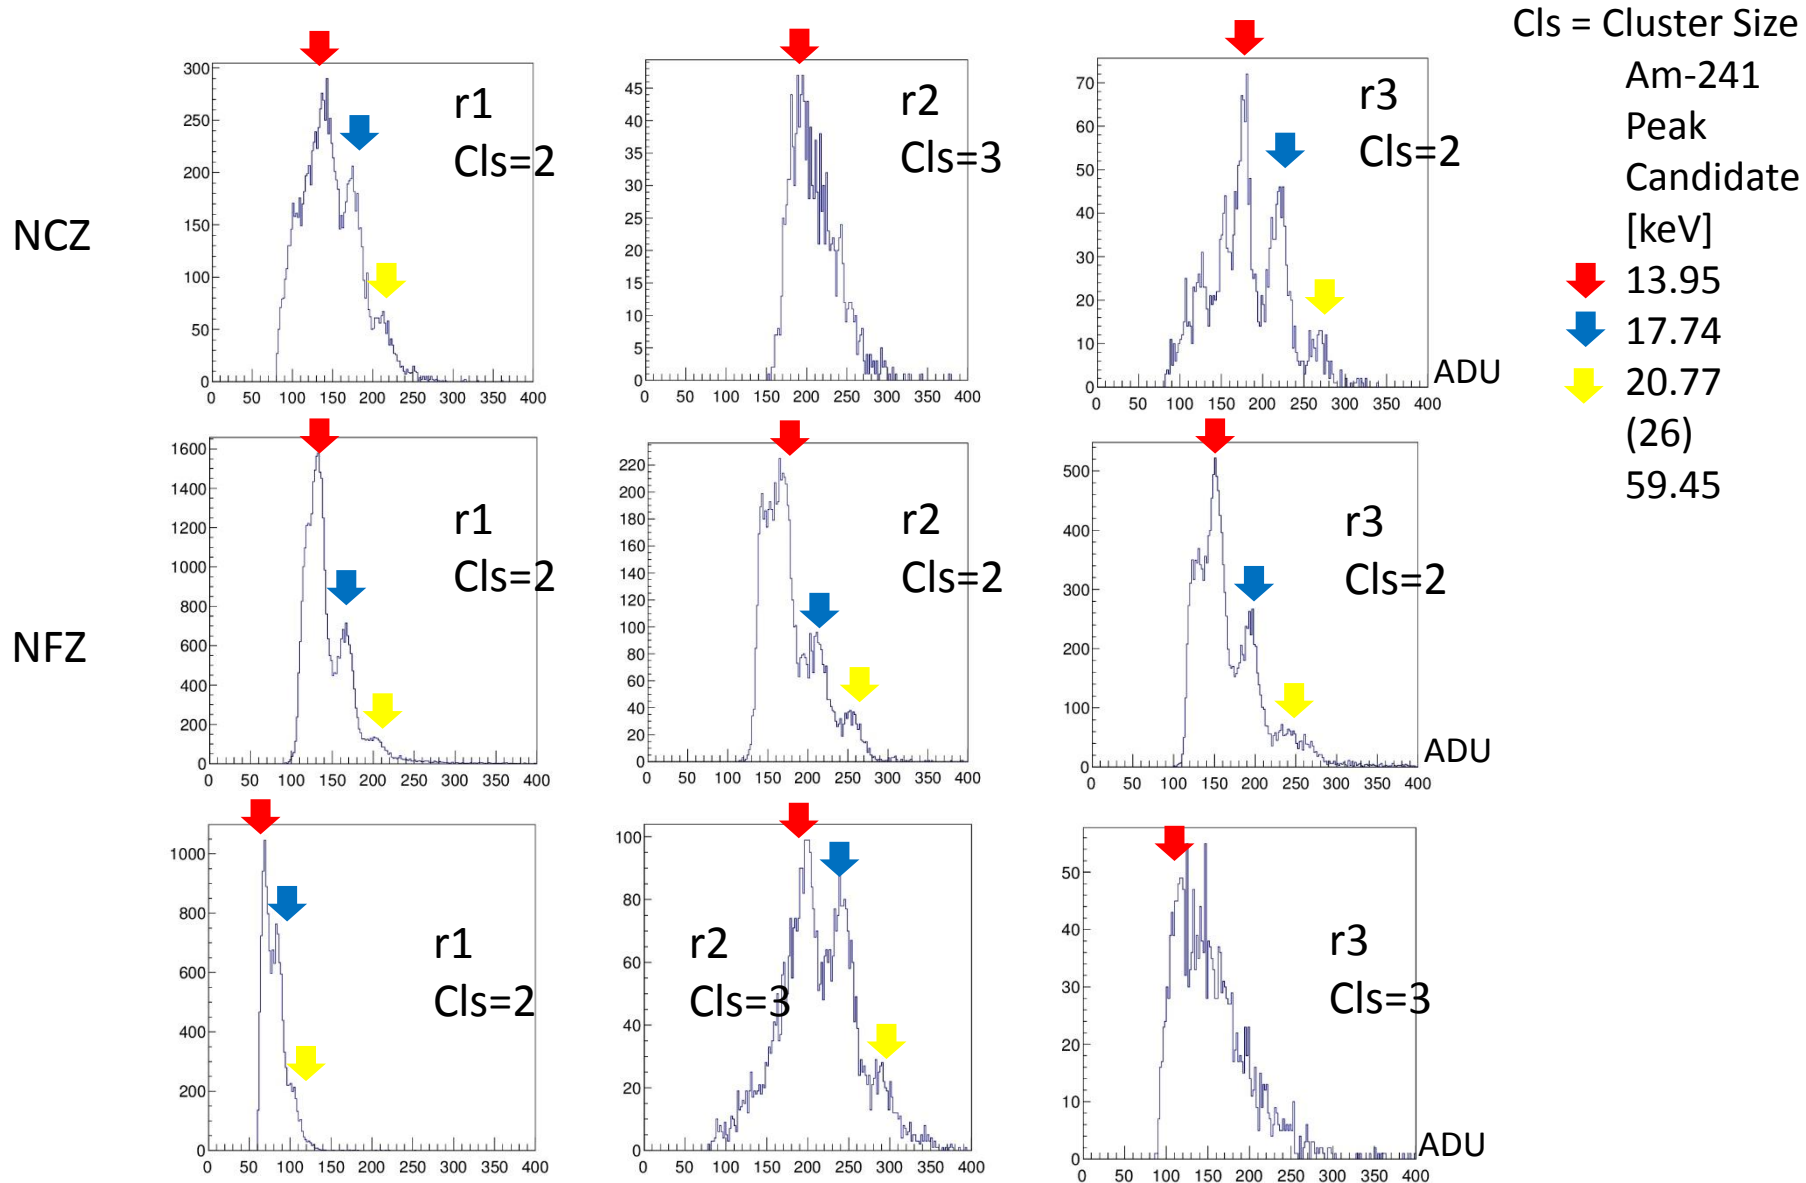 Cls = Cluster Size
Am-241
Peak
Candidate
[keV]
13.95
17.74
20.77
(26)
59.45
NCZ
r1
Cls=2
300
250
200
150
100
50
0
0 50 100 150 200 250 300 350 400
r2
Cls=3
45
40
35
30
25
20
15
10
5
0
0 50 100 150 200 250 300 350 400
r3
Cls=2
70
60
50
40
30
20
10
0
0 50 100 150 200 250 300 350 400
ADU
NFZ
r1
Cls=2
1600
1400
1200
1000
800
600
400
200
0
0 50 100 150 200 250 300 350 400
r2
Cls=2
220
200
180
160
140
120
100
80
60
40
20
0
0 50 100 150 200 250 300 350 400
r3
Cls=2
500
400
300
200
100
0
0 50 100 150 200 250 300 350 400
ADU
r1
Cls=2
1000
800
600
400
200
0
0 50 100 150 200 250 300 350 400
r2
Cls=3
100
80
60
40
20
0
0 50 100 150 200 250 300 350 400
r3
Cls=3
50
40
30
20
10
0
0 50 100 150 200 250 300 350 400
ADU